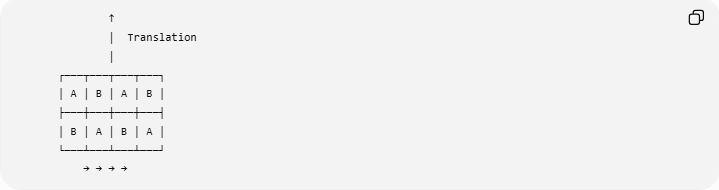 ↑
│ Translation
│
┌───┬───┬───┬───┐
│ A │ B │ A │ B │
├───┼───┼───┼───┤
│ B │ A │ B │ A │
└───┴───┴───┴───┘
→ → → →